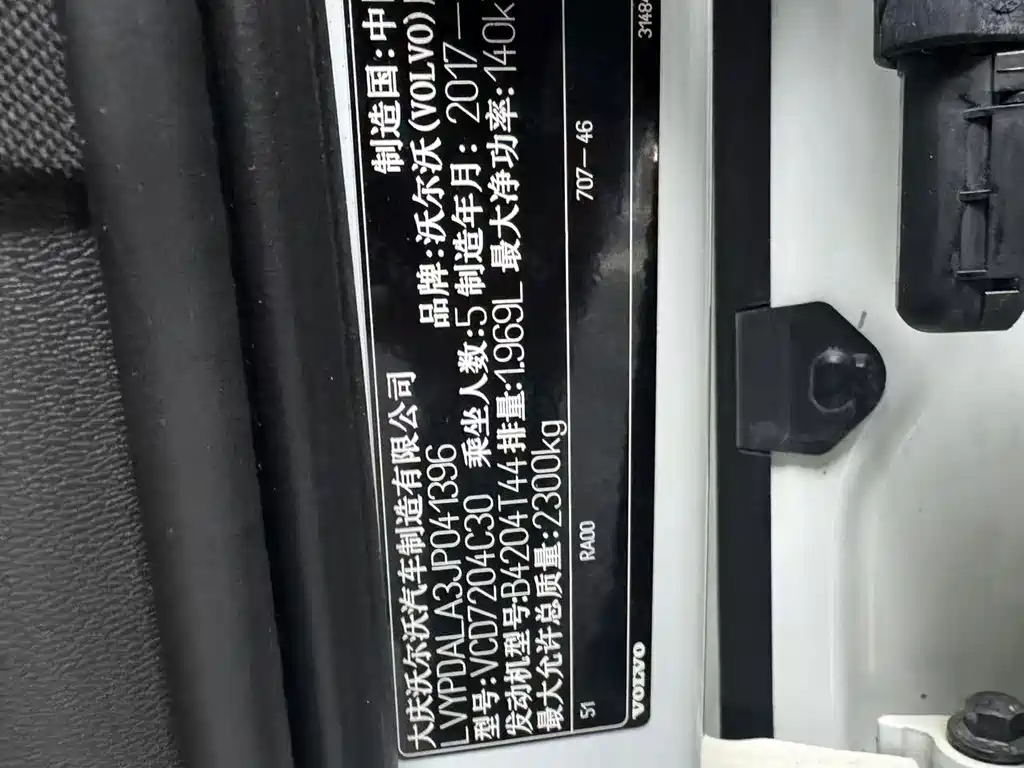 大庆沃尔沃汽车制造有限公司 制造国:中
LVYPDALA3JP041396 品牌:沃尔沃(VOLVO)
型号:VCD7204C30 乘坐人数:5 制造年月: 2017-
发动机型号:B4204T44 排量:1.969L 最大净功率:140k
最大允许总质量:2300kg
51 RA00 707-46
VOLVO 3148